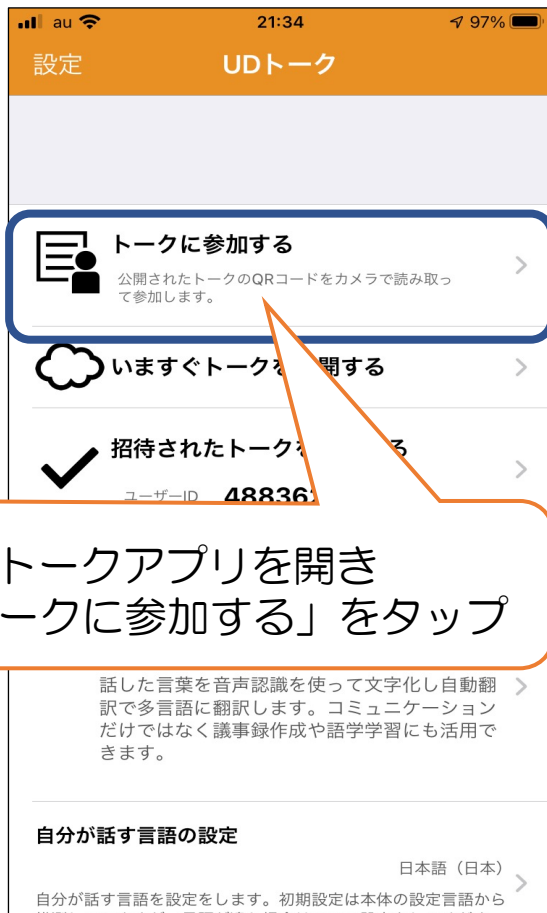 au 21:34 97%
設定 UDトーク
トークに参加する
公開されたトークのQRコードをカメラで読み取っ
て参加します。
いますぐトークを 開する
招待されたトークを
ユーザーID 48836
トークアプリを開き
ークに参加する」をタップ
話した言葉を音声認識を使って文字化し自動翻
訳で多言語に翻訳します。コミュニケーション
だけではなく議事録作成や語学学習にも活用で
きます。
自分が話す言語の設定
日本語（日本）
自分が話す言語を設定をします。初期設定は本体の設定言語から